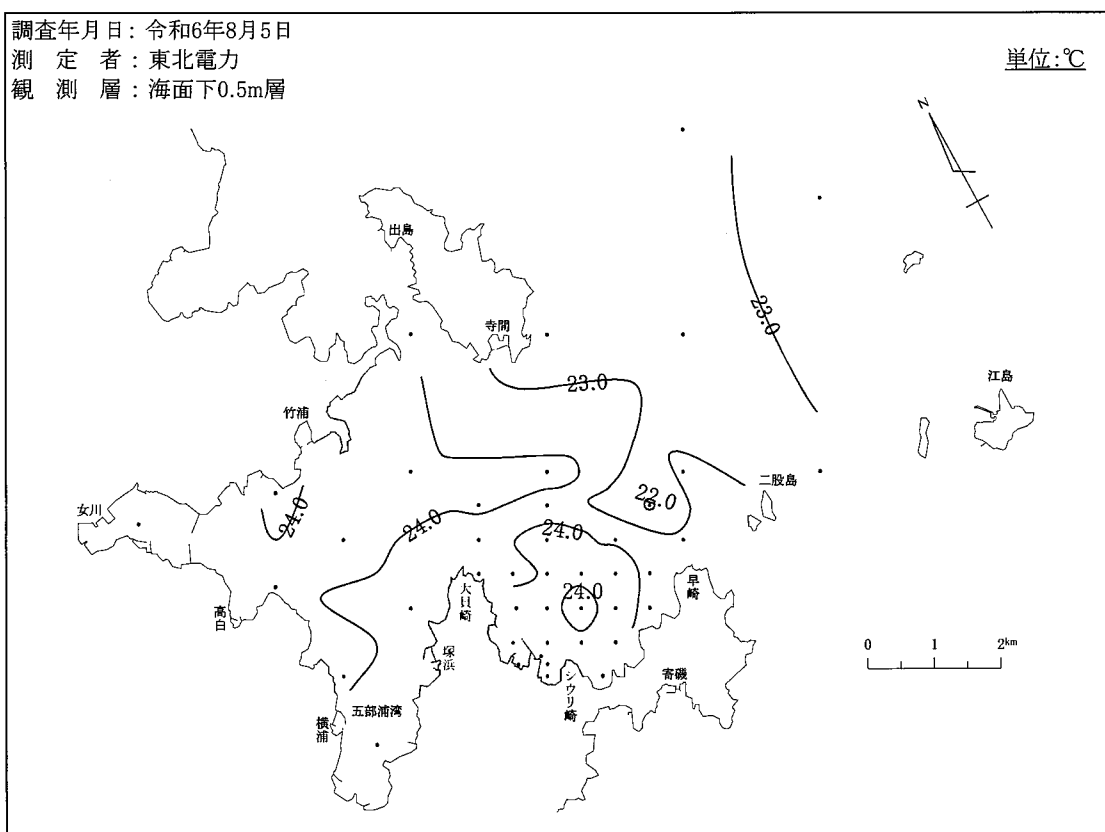 調査年月日：令和6年8月5日
測　定　者：東北電力
観　測　層：海面下0.5m層
単位：℃
N
出島
寺間
23.0
23.0
江島
竹浦
二股島
22.0
女川
24.0
24.0
24.0
24.0
大貝崎
早崎
高白
塚浜
シウリ崎
寄磯
0 1 2km
横浦
五部浦湾